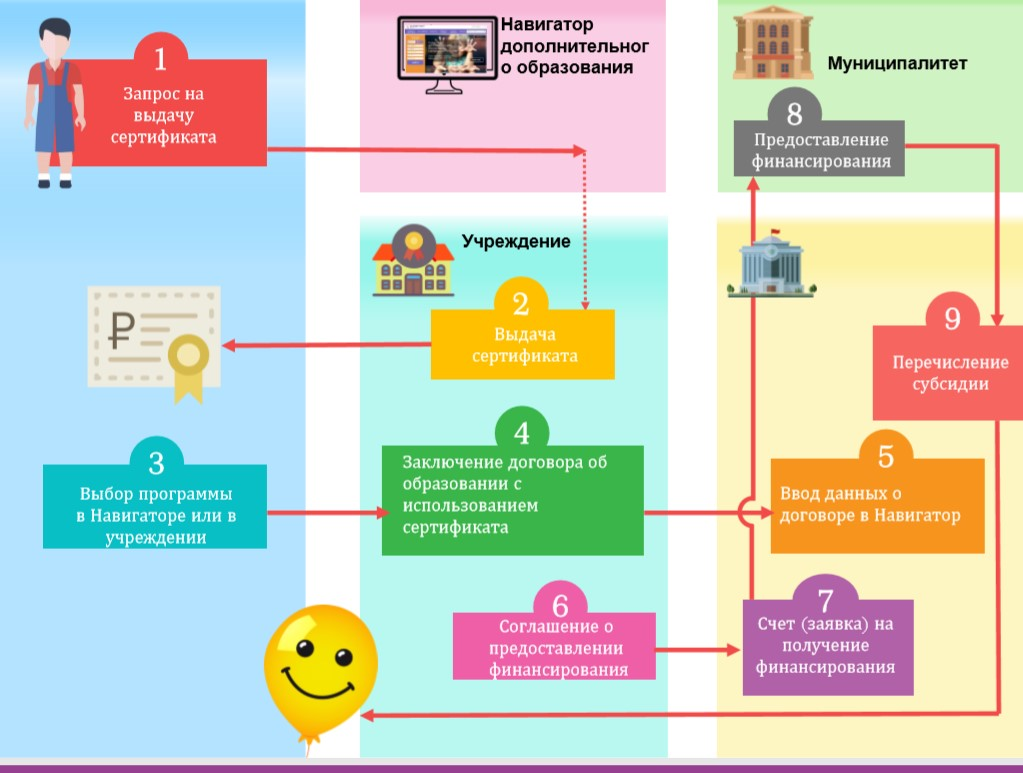 1
Запрос на
выдачу
сертификата
Навигатор
дополнительног
о образования
Муниципалитет
8
Предоставление
финансирования
Учреждение
2
Выдача
сертификата
₽
9
Перечисление
субсидии
3
Выбор программы
в Навигаторе или в
учреждении
4
Заключение договора об
образовании с
использованием
сертификата
5
Ввод данных о
договоре в Навигатор
6
Соглашение о
предоставлении
финансирования
7
Счет (заявка) на
получение
финансирования